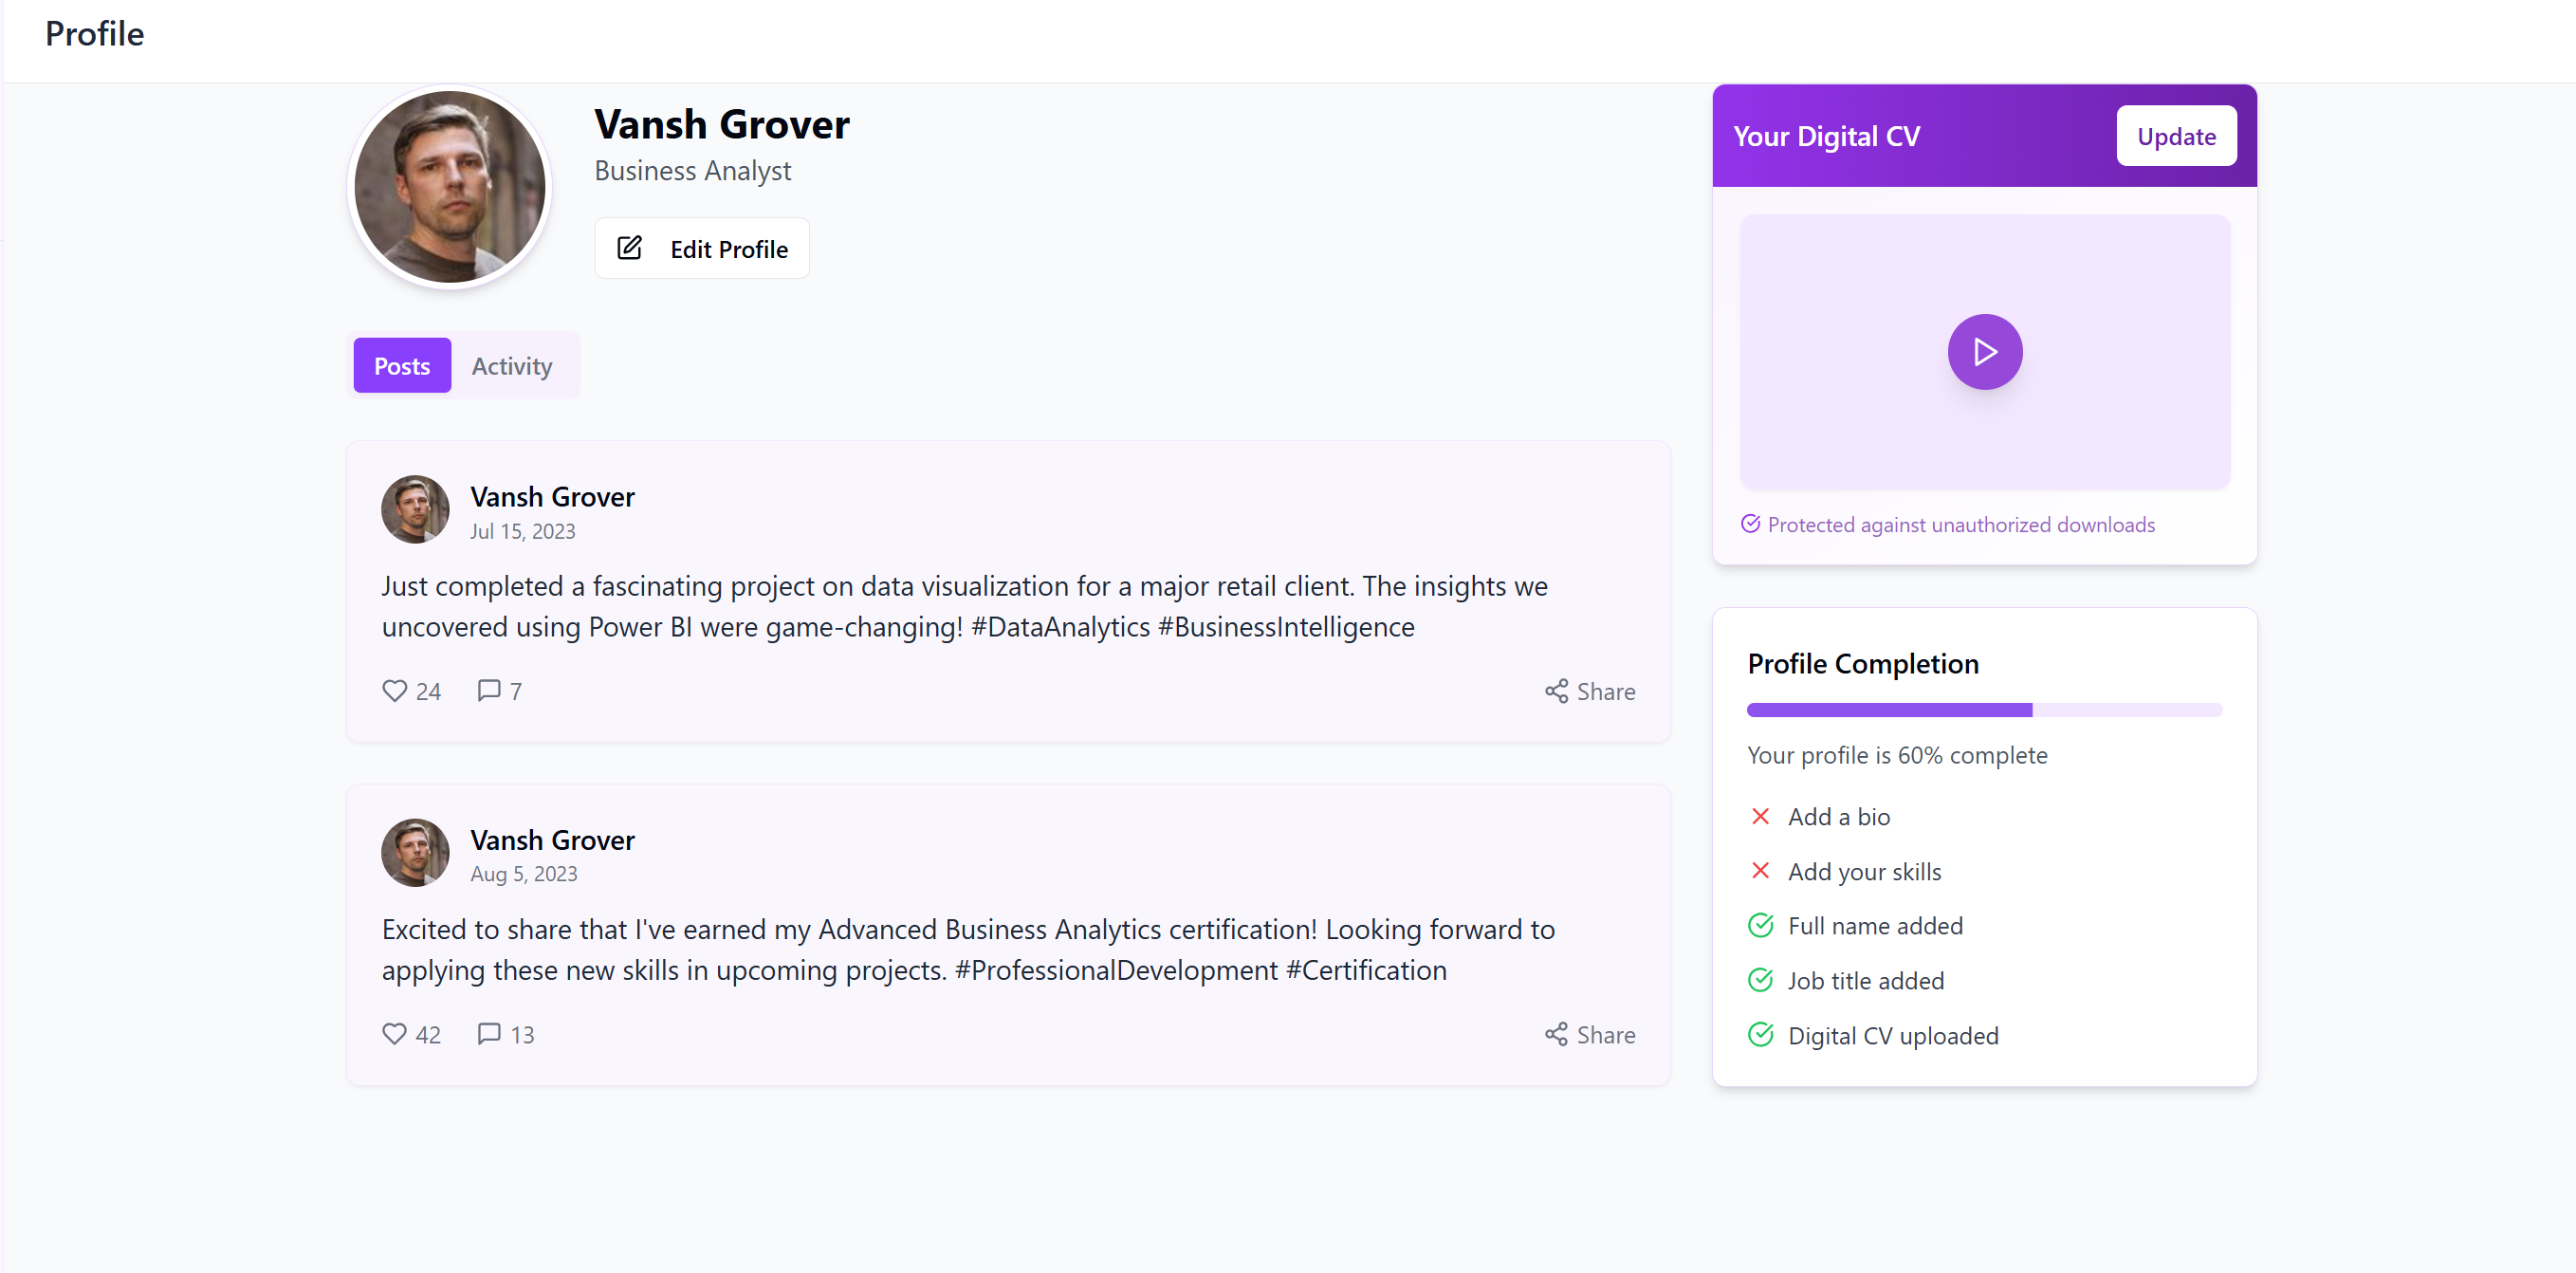 Profile
Vansh Grover
Business Analyst
Edit Profile
Posts
Activity
Vansh Grover
Jul 15, 2023
Just completed a fascinating project on data visualization for a major retail client. The insights we
uncovered using Power BI were game-changing! #DataAnalytics #BusinessIntelligence
24
7
Share
Vansh Grover
Aug 5, 2023
Excited to share that I've earned my Advanced Business Analytics certification! Looking forward to
applying these new skills in upcoming projects. #ProfessionalDevelopment #Certification
42
13
Share
Your Digital CV
Update
Protected against unauthorized downloads
Profile Completion
Your profile is 60% complete
Add a bio
Add your skills
Full name added
Job title added
Digital CV uploaded